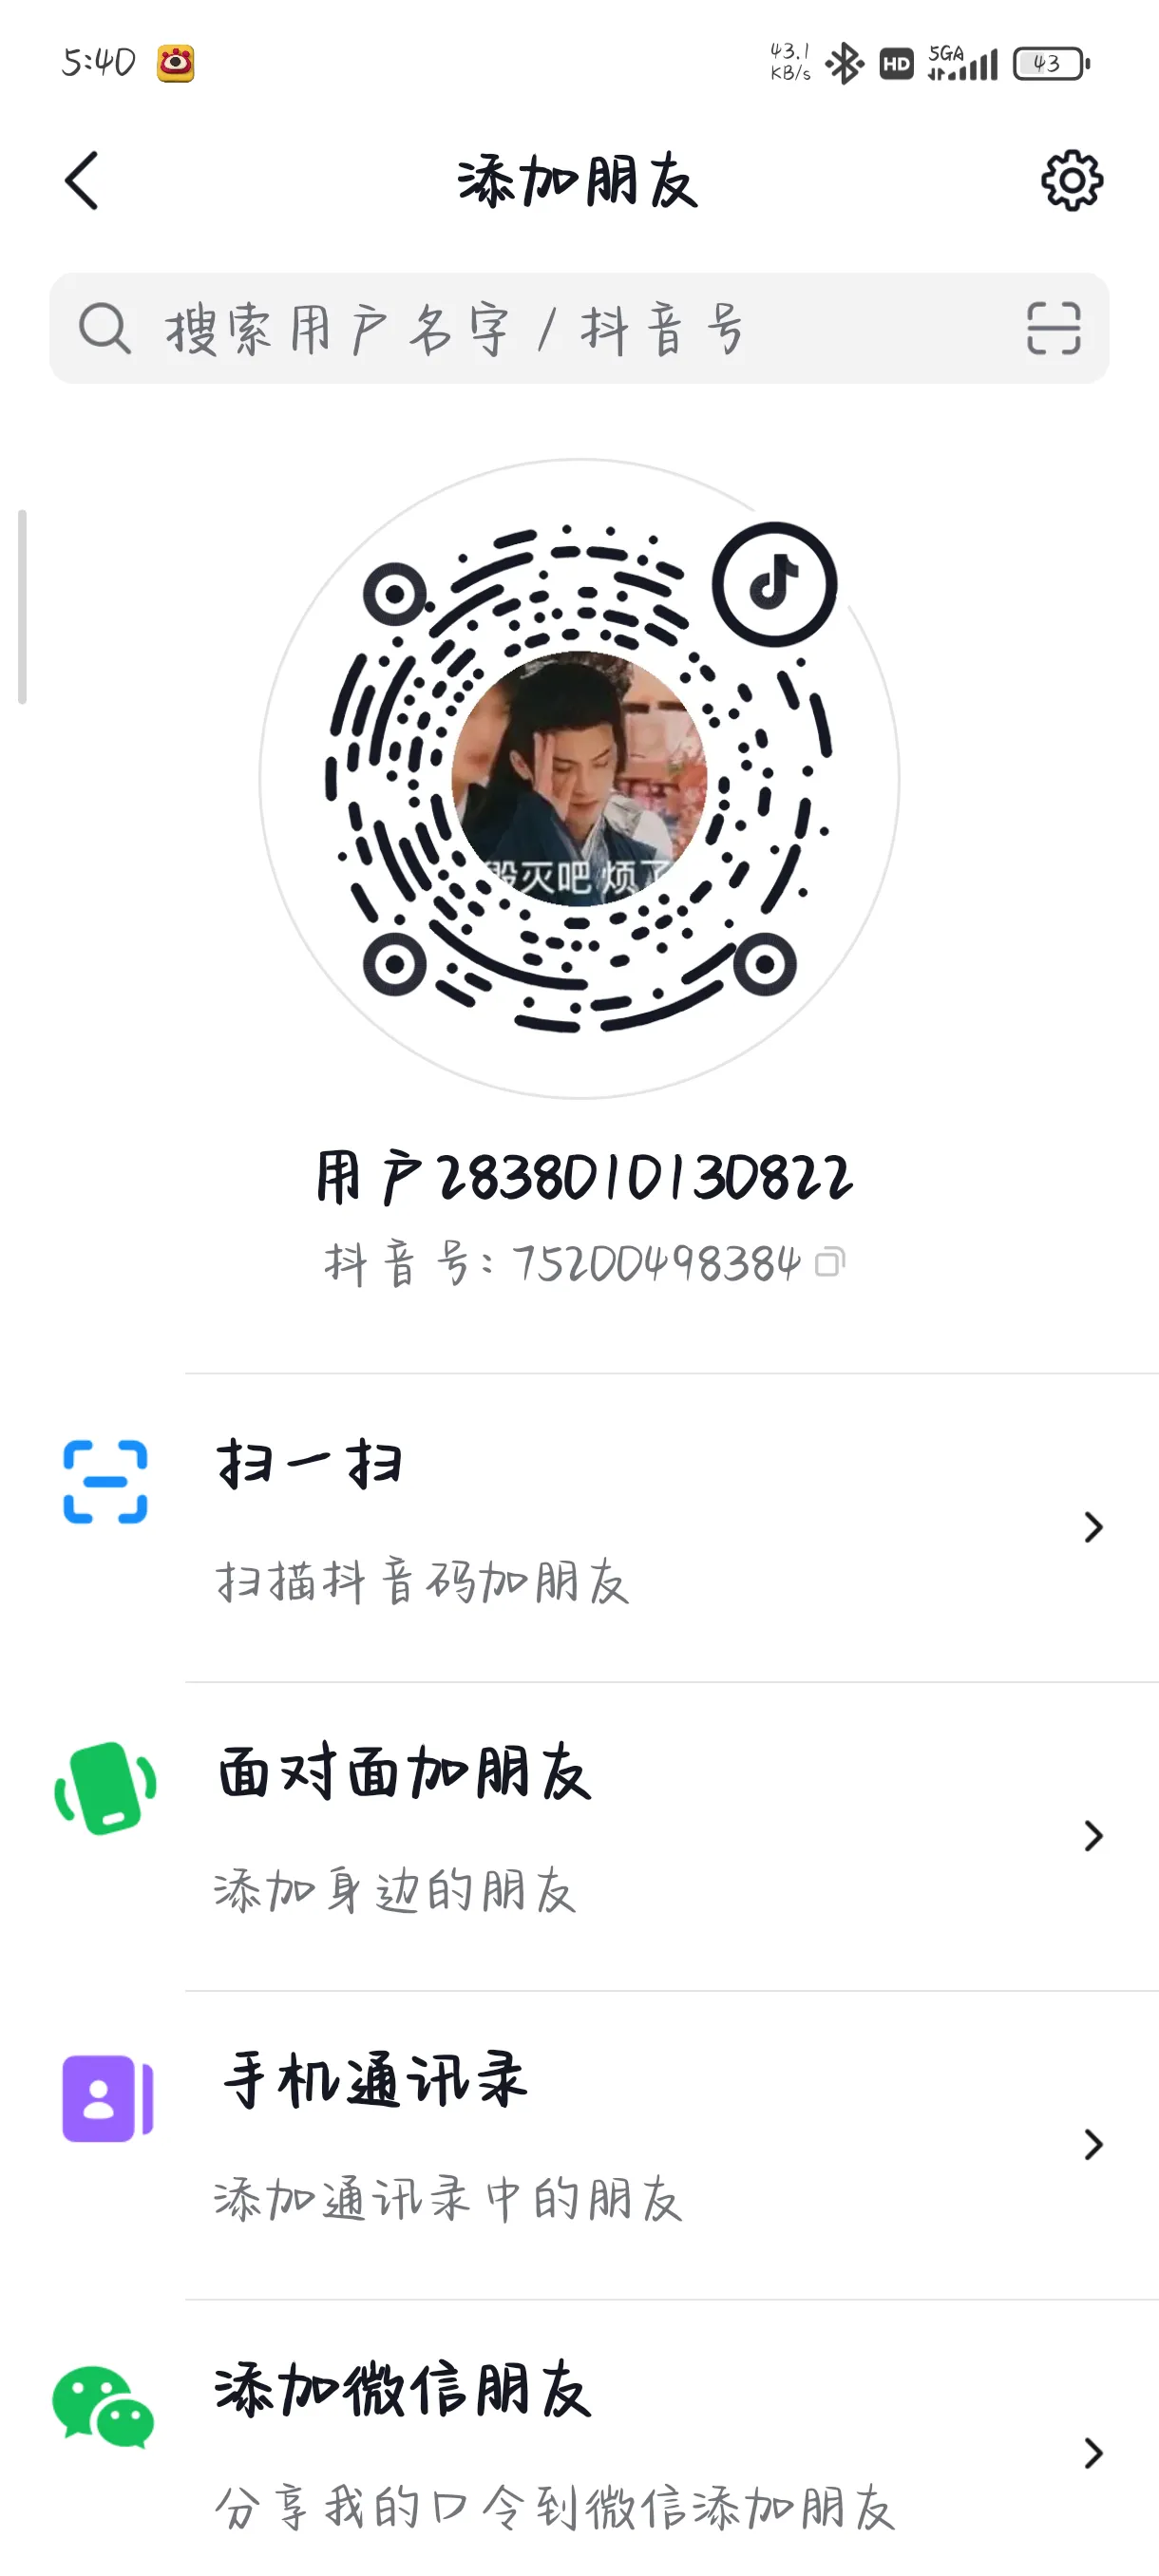 5:40
43.1 KB/s HD 5GA 43
添加朋友
搜索用户名字/抖音号
毁灭吧 烦了
用户2838010130822
抖音号: 75200498384
扫一扫
扫描抖音码加朋友
面对面加朋友
添加身边的朋友
手机通讯录
添加通讯录中的朋友
添加微信朋友
分享我的口令到微信添加朋友